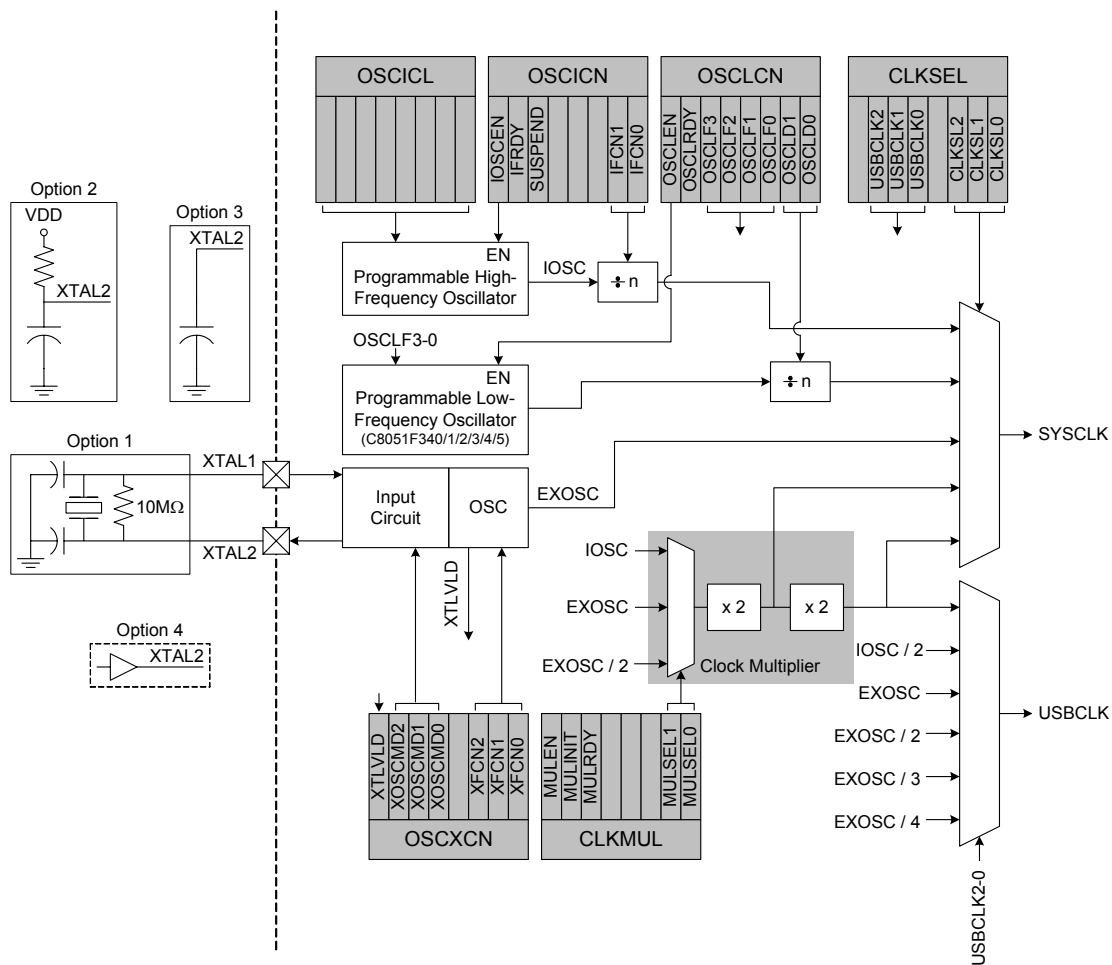 OSCICL
OSCICN
IOSCEN
IFRDY
SUSPEND
IFCN1
IFCN0
OSCLCN
OSCLEN
OSCLRDY
OSCLF3
OSCLF2
OSCLF1
OSCLF0
OSCLD1
OSCLD0
CLKSEL
USBCLK2
USBCLK1
USBCLK0
CLKSL2
CLKSL1
CLKSL0
Option 2
VDD
XTAL2
Option 3
XTAL2
EN
Programmable High-
Frequency Oscillator
IOSC
÷ n
OSCLF3-0
EN
Programmable Low-
Frequency Oscillator
(C8051F340/1/2/3/4/5)
÷ n
SYSCLK
Option 1
10MΩ
XTAL1
XTAL2
Input
Circuit
OSC
EXOSC
XTLVLD
IOSC
EXOSC
EXOSC / 2
x 2
x 2
Clock Multiplier
Option 4
XTAL2
IOSC / 2
EXOSC
EXOSC / 2
EXOSC / 3
EXOSC / 4
USBCLK
USBCLK2-0
XTLVLD
XOSCMD2
XOSCMD1
XOSCMD0
XFCN2
XFCN1
XFCN0
OSCXCN
MULEN
MULINIT
MULRDY
MULSEL1
MULSEL0
CLKMUL